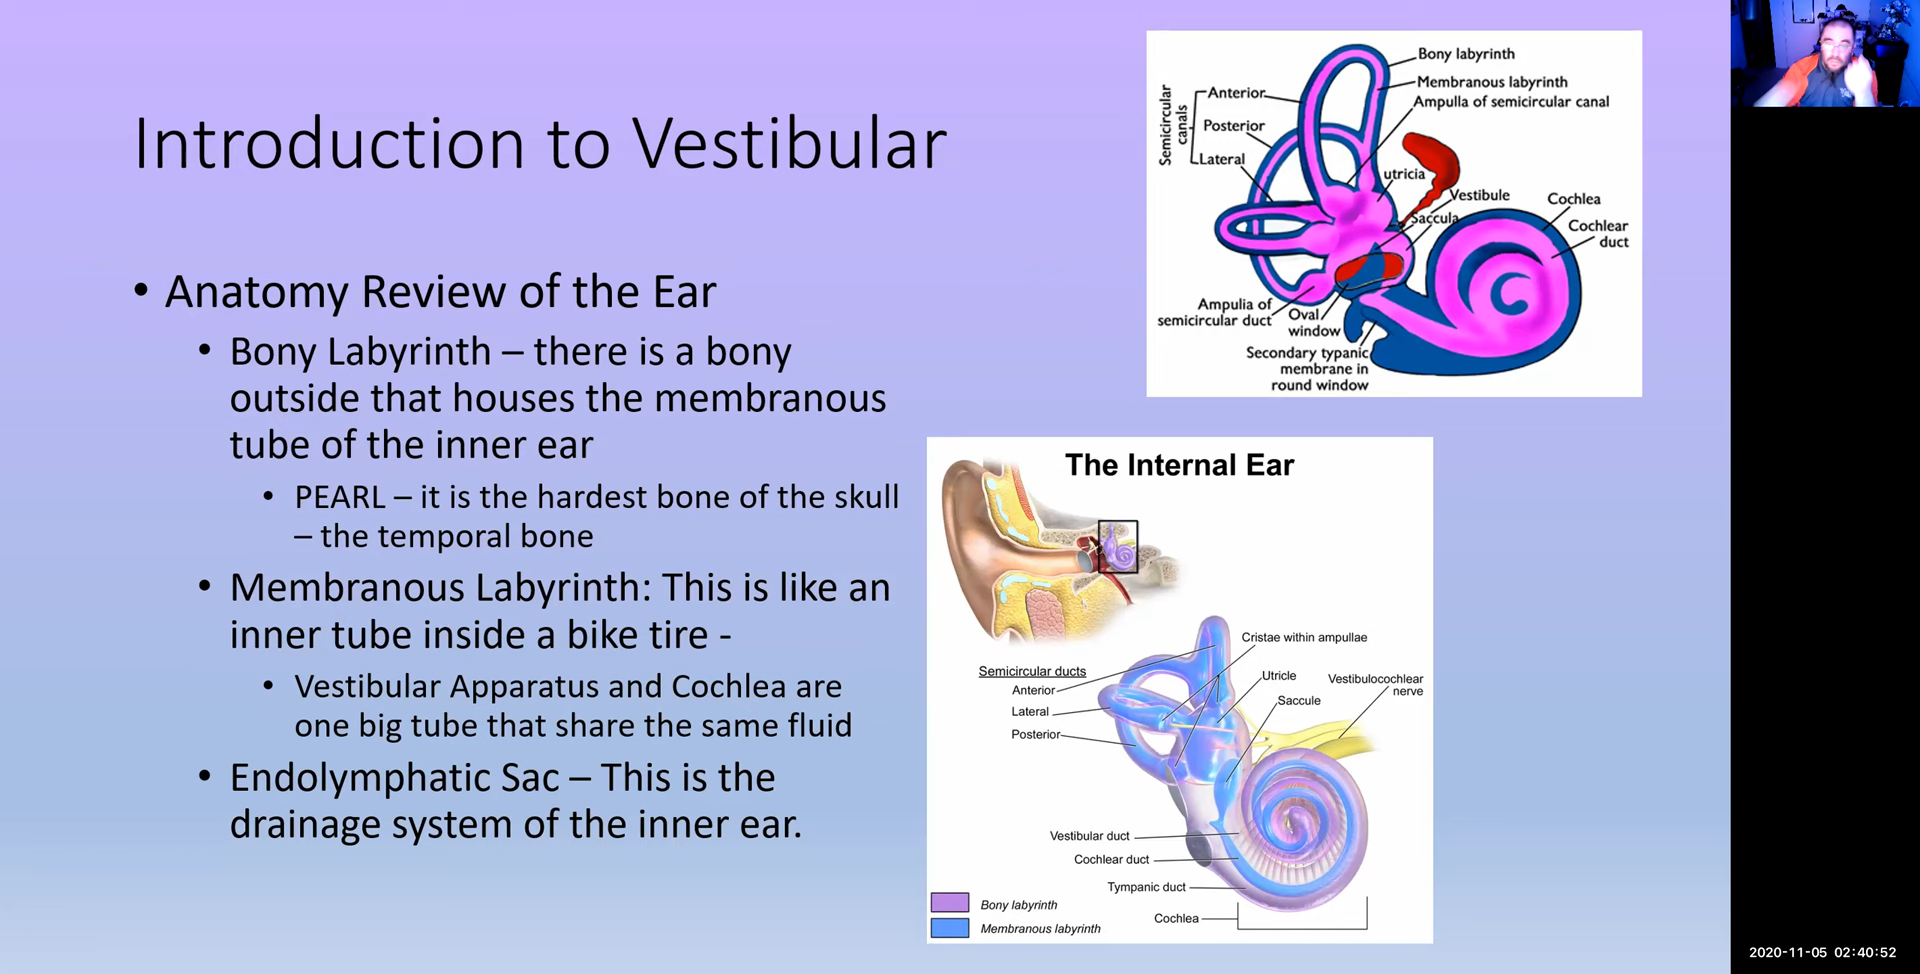 Introduction to Vestibular
• Anatomy Review of the Ear
• Bony Labyrinth – there is a bony
outside that houses the membranous
tube of the inner ear
• PEARL – it is the hardest bone of the skull
– the temporal bone
• Membranous Labyrinth: This is like an
inner tube inside a bike tire -
• Vestibular Apparatus and Cochlea are
one big tube that share the same fluid
• Endolymphatic Sac – This is the
drainage system of the inner ear.
Bony labyrinth
Membranous labyrinth
Ampulla of semicircular canal
Semicircular
canals
Anterior
Posterior
Lateral
utricia
Vestibule
Saccula
Cochlea
Cochlear
duct
Ampulia of
semicircular duct
Oval
window
Secondary typanic
membrane in
round window
The Internal Ear
Cristae within ampullae
Semicircular ducts
Anterior
Lateral
Posterior
Utricle
Saccule
Vestibulocochlear
nerve
Vestibular duct
Cochlear duct
Tympanic duct
Cochlea
Bony labyrinth
Membranous labyrinth
2020-11-05 02:40:52